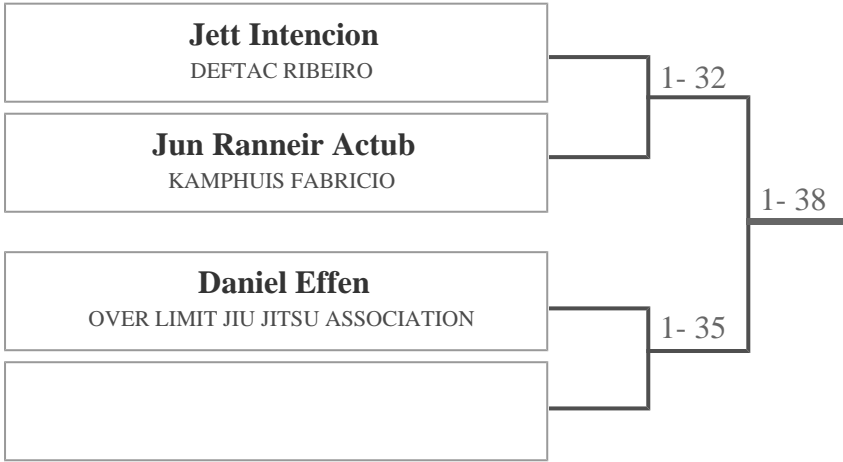 Jett Intencion
DEFTAC RIBEIRO
1- 32
Jun Ranneir Actub
KAMPHUIS FABRICIO
1- 38
Daniel Effen
OVER LIMIT JIU JITSU ASSOCIATION
1- 35